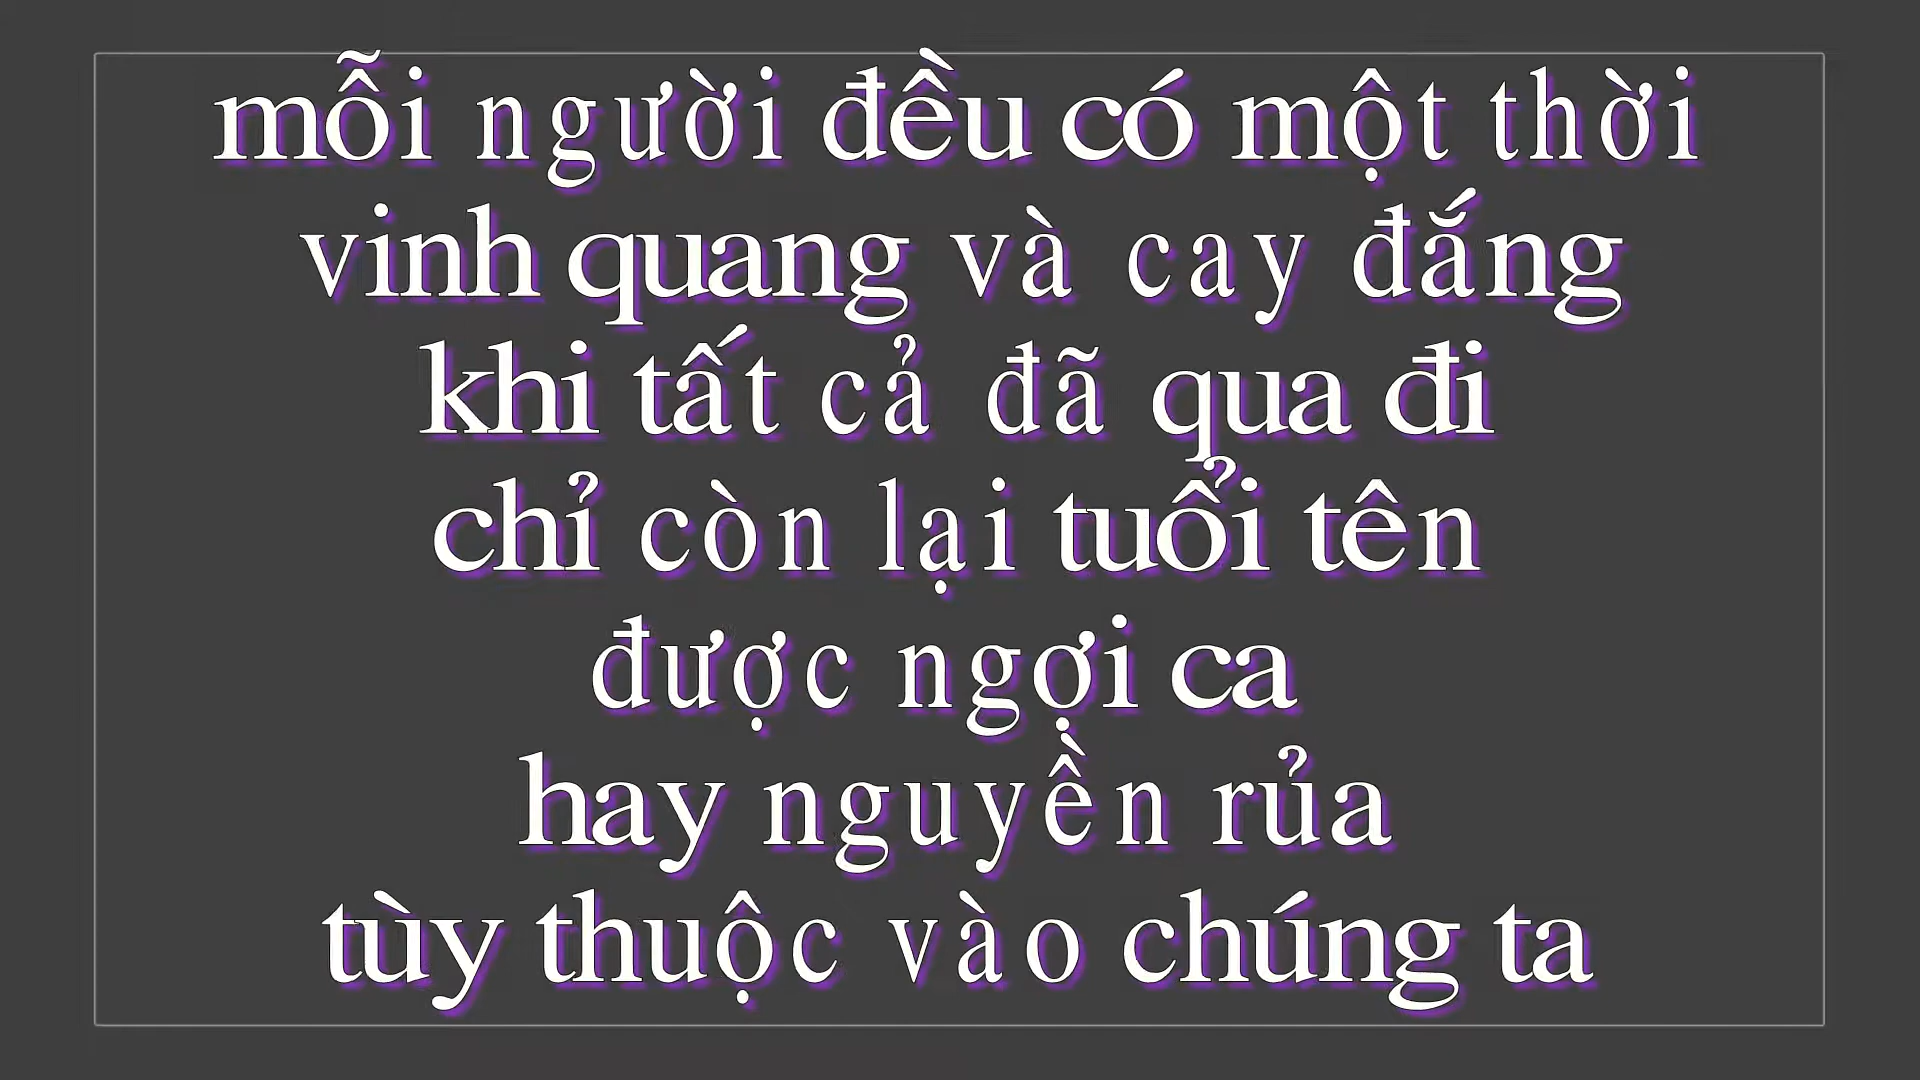 mỗi người đều có một thời
vinh quang và cay đắng
khi tất cả đã qua đi
chỉ còn lại tuổi tên
được ngợi ca
hay nguyền rủa
tùy thuộc vào chúng ta